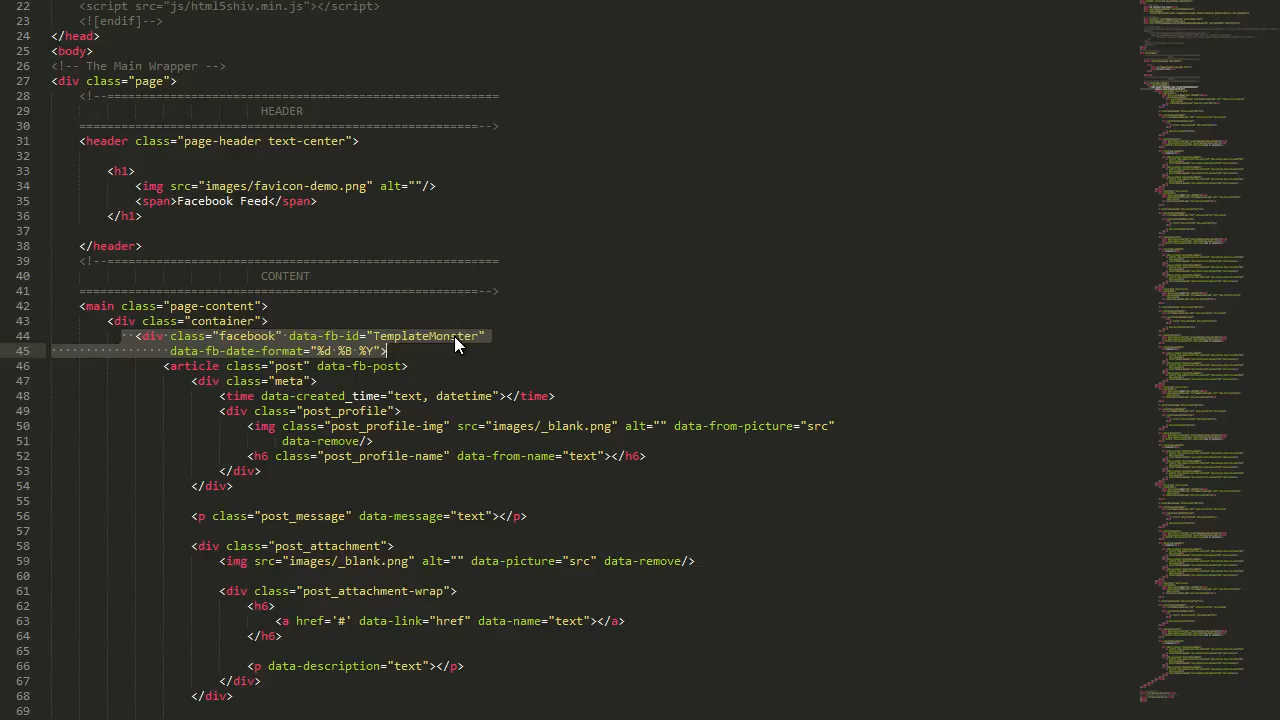 22 <script src="js/html5shiv.min.js"></script>
23 <![endif]-->
24 </head>
25 <body>
26 <!-- The Main Wrapper -->
27 <div class="page">
28 <!--========================================================
29 HEADER
30 =========================================================-->
31 <header class="page-header text-center">
32
33 <h1>
34 <img src="images/favicon-demo.png" alt=""/>
35 <span>Facebook Feed</span>
36 </h1>
37
38 </header>
39 <!--========================================================
40 CONTENT
41 =========================================================
42 <main class="page-content">
43 <div class="container">
44 <div class="facebook" data-fb-id="TemplateMonster"
45 data-fb-date-format="%d %B %Y">
46 <article class="post" data-fb-post>
47 <div class="meta">
48 <time data-created_time="text, datetime"></time>
49 <div class="post_profile">
50 <img class="post_profile-img" src="images/_blank.png" alt="" data-from-picture="src"
51 data-remove/>
52 <h6 class="post_profile-name" data-from-name="text"></h6>
53 </div>
54 </div>
55
56 <p class="post_message" data-message="text"></p>
57
58 <div class="post_attachment">
59 <img src="images/_blank.png" alt="" data-picture="src" data-remove/>
60
61 <div class="post_attachment-wrap">
62 <h6>
63 <a href="#" data-link="href" data-name="text"></a>
64 </h6>
65
66 <p data-description="text"></p>
67 </div>
68 </div>
69